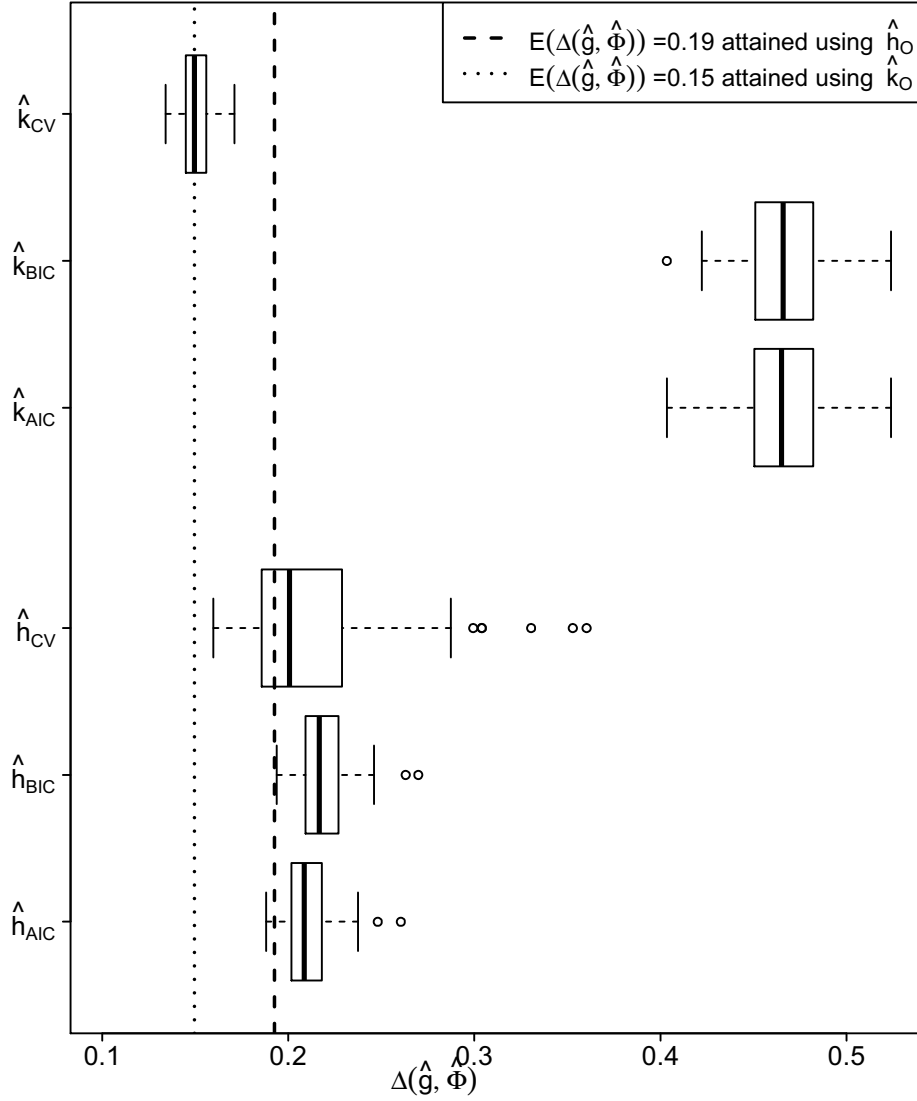 E(Δ(ĝ, Φ̂)) =0.19 attained using ĥ_O
E(Δ(ĝ, Φ̂)) =0.15 attained using k̂_O
k̂_CV
k̂_BIC
k̂_AIC
ĥ_CV
ĥ_BIC
ĥ_AIC
0.1 0.2 0.3 0.4 0.5
Δ(ĝ, Φ̂)